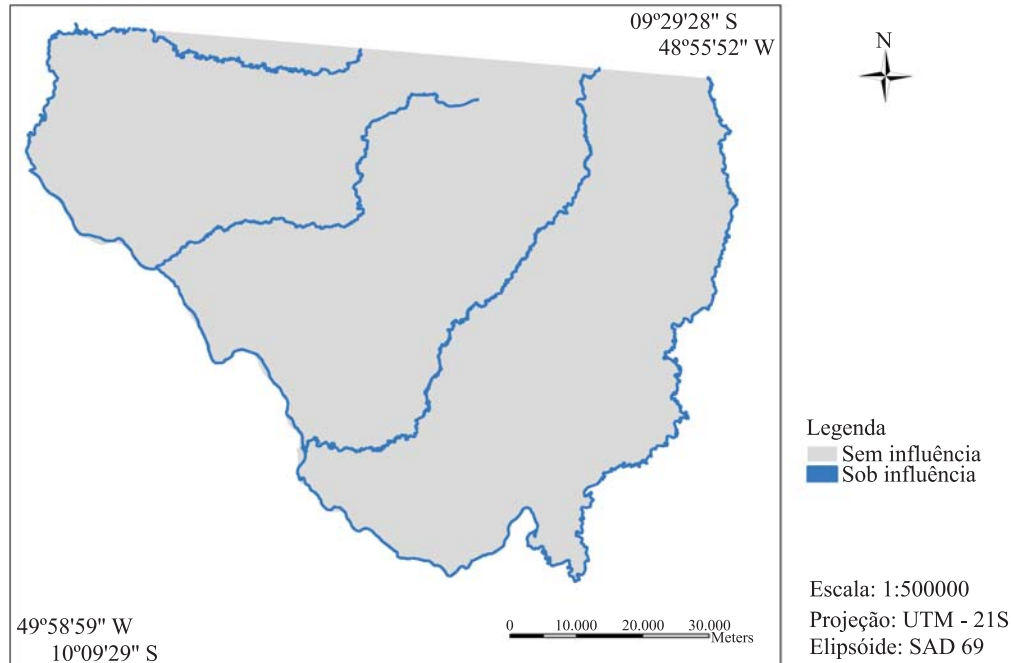 09º29'28" S
48º55'52" W
N
Legenda
Sem influência
Sob influência
49º58'59" W
10º09'29" S
0 10.000 20.000 30.000
Meters
Escala: 1:500000
Projeção: UTM - 21S
Elipsóide: SAD 69